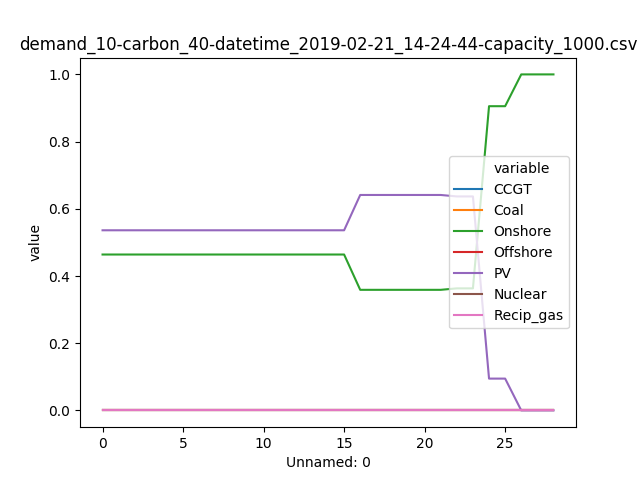 demand_10-carbon_40-datetime_2019-02-21_14-24-44-capacity_1000.csv
1.0
0.8
0.6
0.4
0.2
0.0
value
variable
CCGT
Coal
Onshore
Offshore
PV
Nuclear
Recip_gas
0 5 10 15 20 25
Unnamed: 0